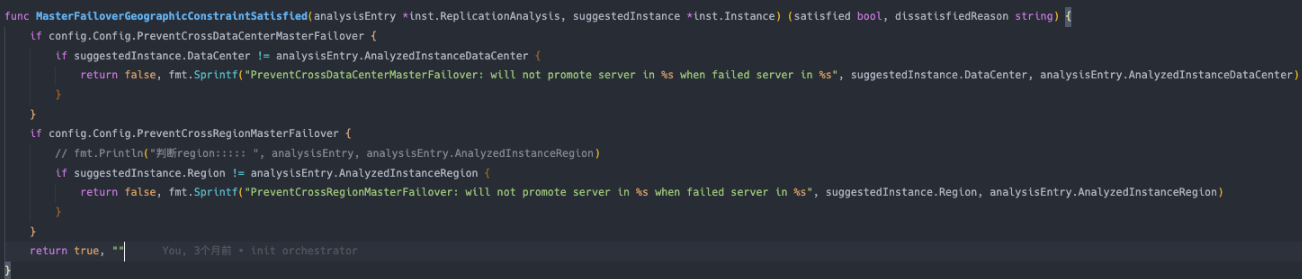 func MasterFailoverGeographicConstraintSatisfied(analysisEntry *inst.ReplicationAnalysis, suggestedInstance *inst.Instance) (satisfied bool, dissatisfiedReason string) {
    if config.Config.PreventCrossDataCenterMasterFailover {
        if suggestedInstance.DataCenter != analysisEntry.AnalyzedInstanceDataCenter {
            return false, fmt.Sprintf("PreventCrossDataCenterMasterFailover: will not promote server in %s when failed server in %s", suggestedInstance.DataCenter, analysisEntry.AnalyzedInstanceDataCenter)
        }
    }
    if config.Config.PreventCrossRegionMasterFailover {
        // fmt.Println("判断region::::: ", analysisEntry, analysisEntry.AnalyzedInstanceRegion)
        if suggestedInstance.Region != analysisEntry.AnalyzedInstanceRegion {
            return false, fmt.Sprintf("PreventCrossRegionMasterFailover: will not promote server in %s when failed server in %s", suggestedInstance.Region, analysisEntry.AnalyzedInstanceRegion)
        }
    }
    return true, "" You, 3个月前 • init orchestrator
}